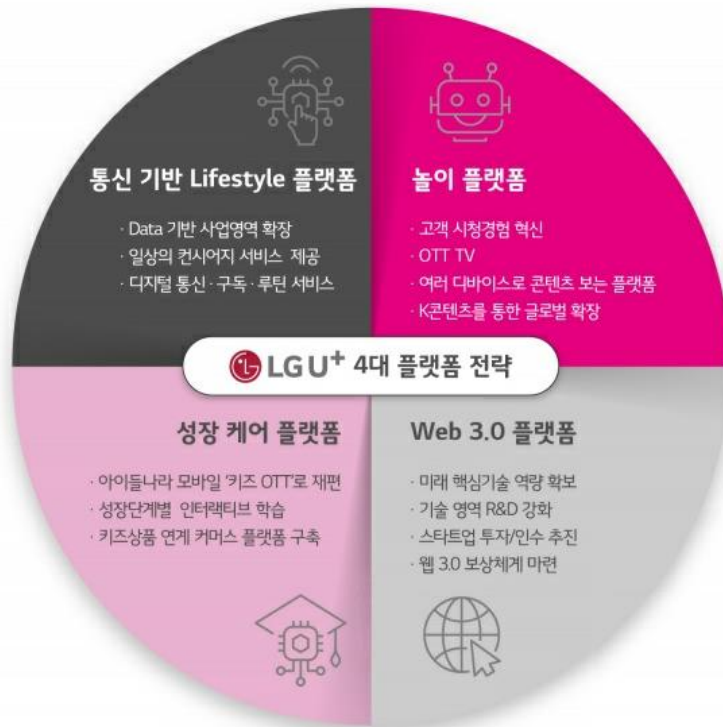 통신 기반 Lifestyle 플랫폼
· Data 기반 사업영역 확장
· 일상의 컨시어지 서비스 제공
· 디지털 통신 · 구독 · 루틴 서비스
놀이 플랫폼
· 고객 시청경험 혁신
· OTT TV
· 여러 디바이스로 콘텐츠 보는 플랫폼
· K콘텐츠를 통한 글로벌 확장
LG U+ 4대 플랫폼 전략
성장 케어 플랫폼
· 아이들나라 모바일 '키즈 OTT'로 재편
· 성장단계별 인터랙티브 학습
· 키즈상품 연계 커머스 플랫폼 구축
Web 3.0 플랫폼
· 미래 핵심기술 역량 확보
· 기술 영역 R&D 강화
· 스타트업 투자/인수 추진
· 웹 3.0 보상체계 마련